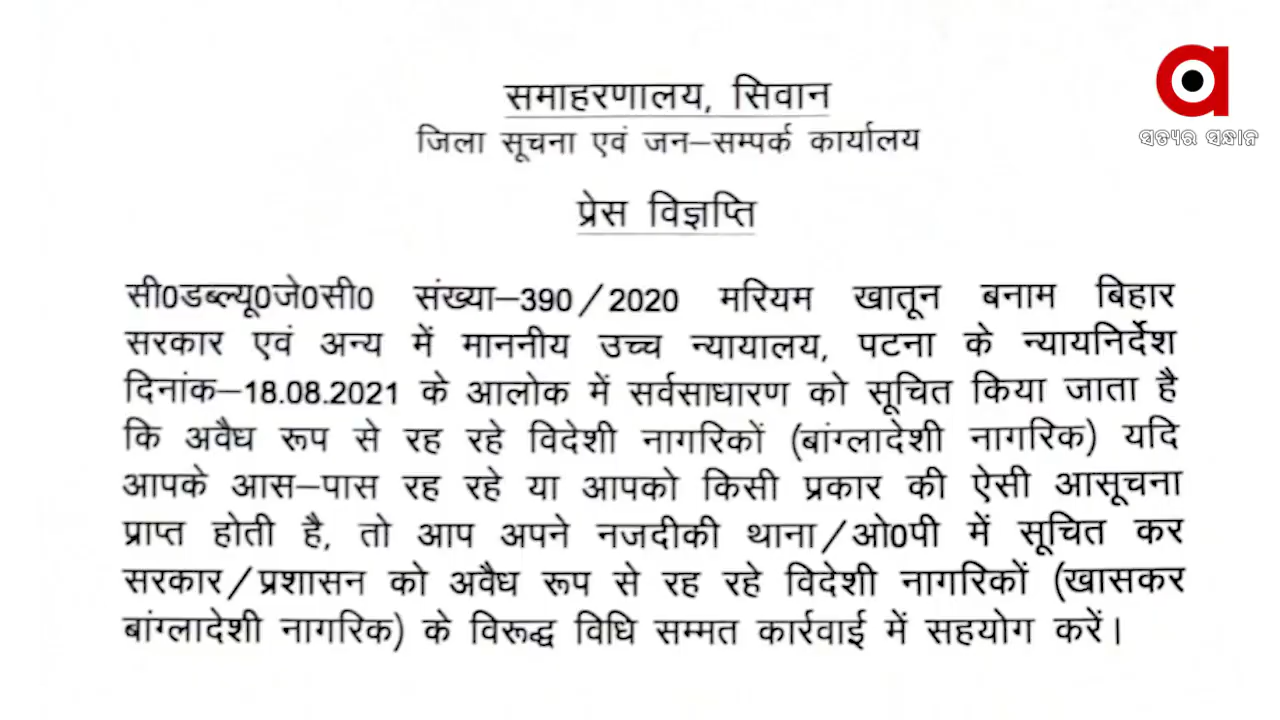 समाहरणालय, सिवान
जिला सूचना एवं जन–सम्पर्क कार्यालय
प्रेस विज्ञप्ति
सी0डब्ल्यू0जे0सी0 संख्या–390/2020 मरियम खातून बनाम बिहार
सरकार एवं अन्य में माननीय उच्च न्यायालय, पटना के न्यायनिर्देश
दिनांक–18.08.2021 के आलोक में सर्वसाधारण को सूचित किया जाता है
कि अवैध रूप से रह रहे विदेशी नागरिकों (बांग्लादेशी नागरिक) यदि
आपके आस–पास रह रहे या आपको किसी प्रकार की ऐसी आसूचना
प्राप्त होती है, तो आप अपने नजदीकी थाना/ओ0पी में सूचित कर
सरकार/प्रशासन को अवैध रूप से रह रहे विदेशी नागरिकों (खासकर
बांग्लादेशी नागरिक) के विरूद्ध विधि सम्मत कार्रवाई में सहयोग करें।
a
ସତ୍ୟର ସନ୍ଧାନ